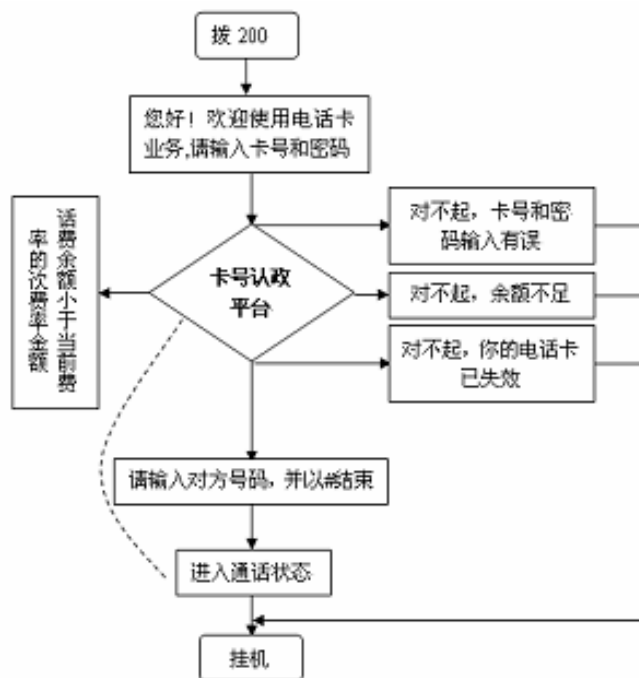 拨 200
您好！欢迎使用电话卡
业务,请输入卡号和密码
对不起，卡号和密
码输入有误
话费余额小于当前费
率的次费率金额
卡号认政
平台
对不起，余额不足
对不起，你的电话卡
已失效
请输入对方号码，并以#结束
进入通话状态
挂机